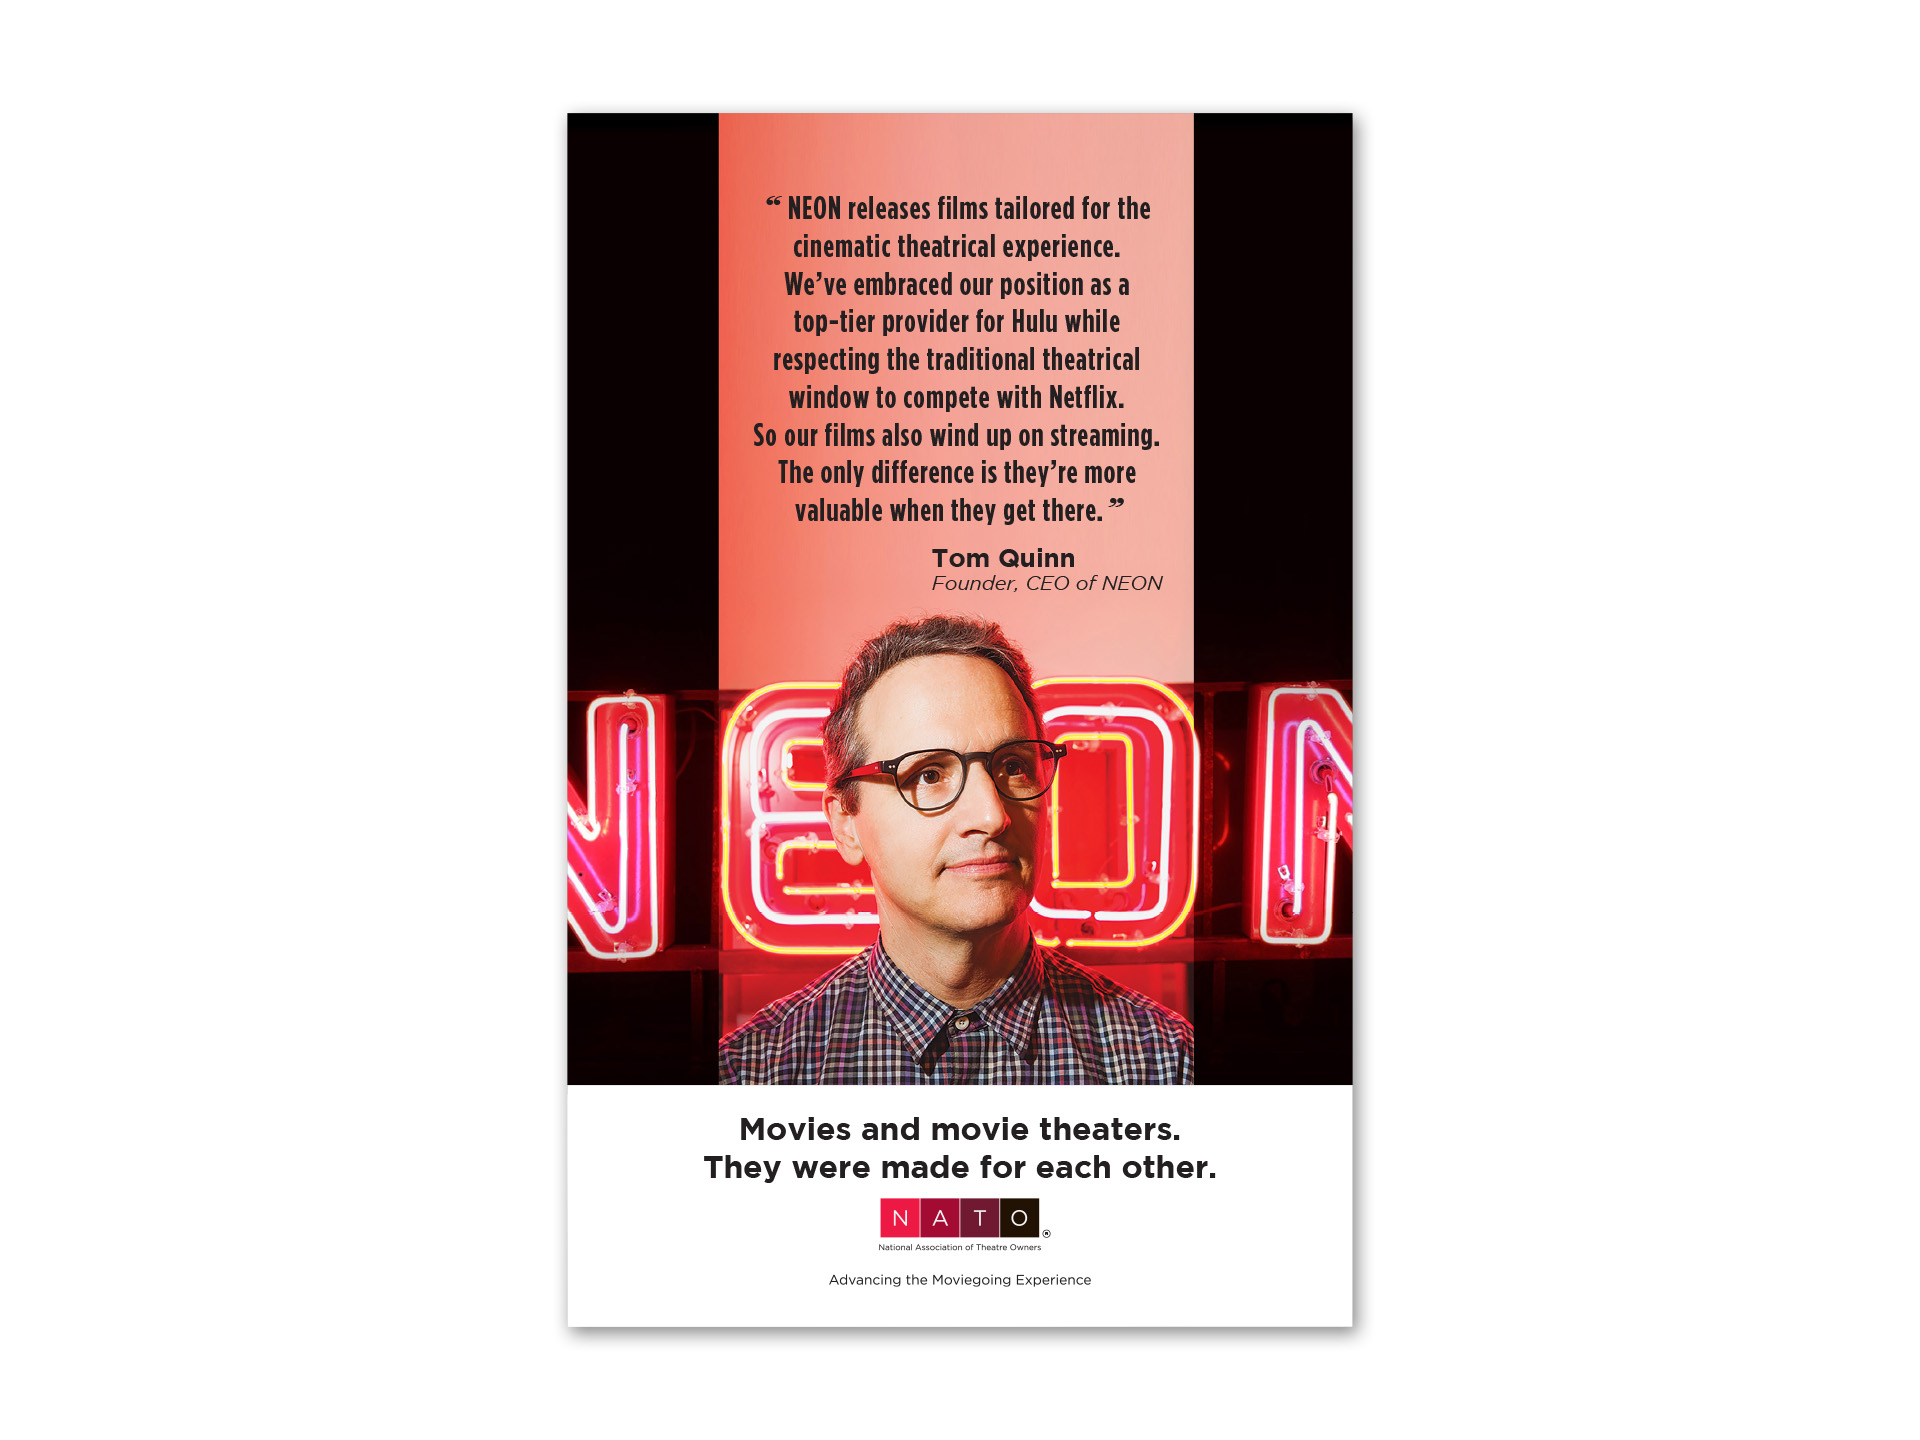 “ NEON releases films tailored for the
cinematic theatrical experience.
We’ve embraced our position as a
top-tier provider for Hulu while
respecting the traditional theatrical
window to compete with Netflix.
So our films also wind up on streaming.
The only difference is they’re more
valuable when they get there.”
Tom Quinn
Founder, CEO of NEON
NEON
Movies and movie theaters.
They were made for each other.
NATO®
National Association of Theatre Owners
Advancing the Moviegoing Experience